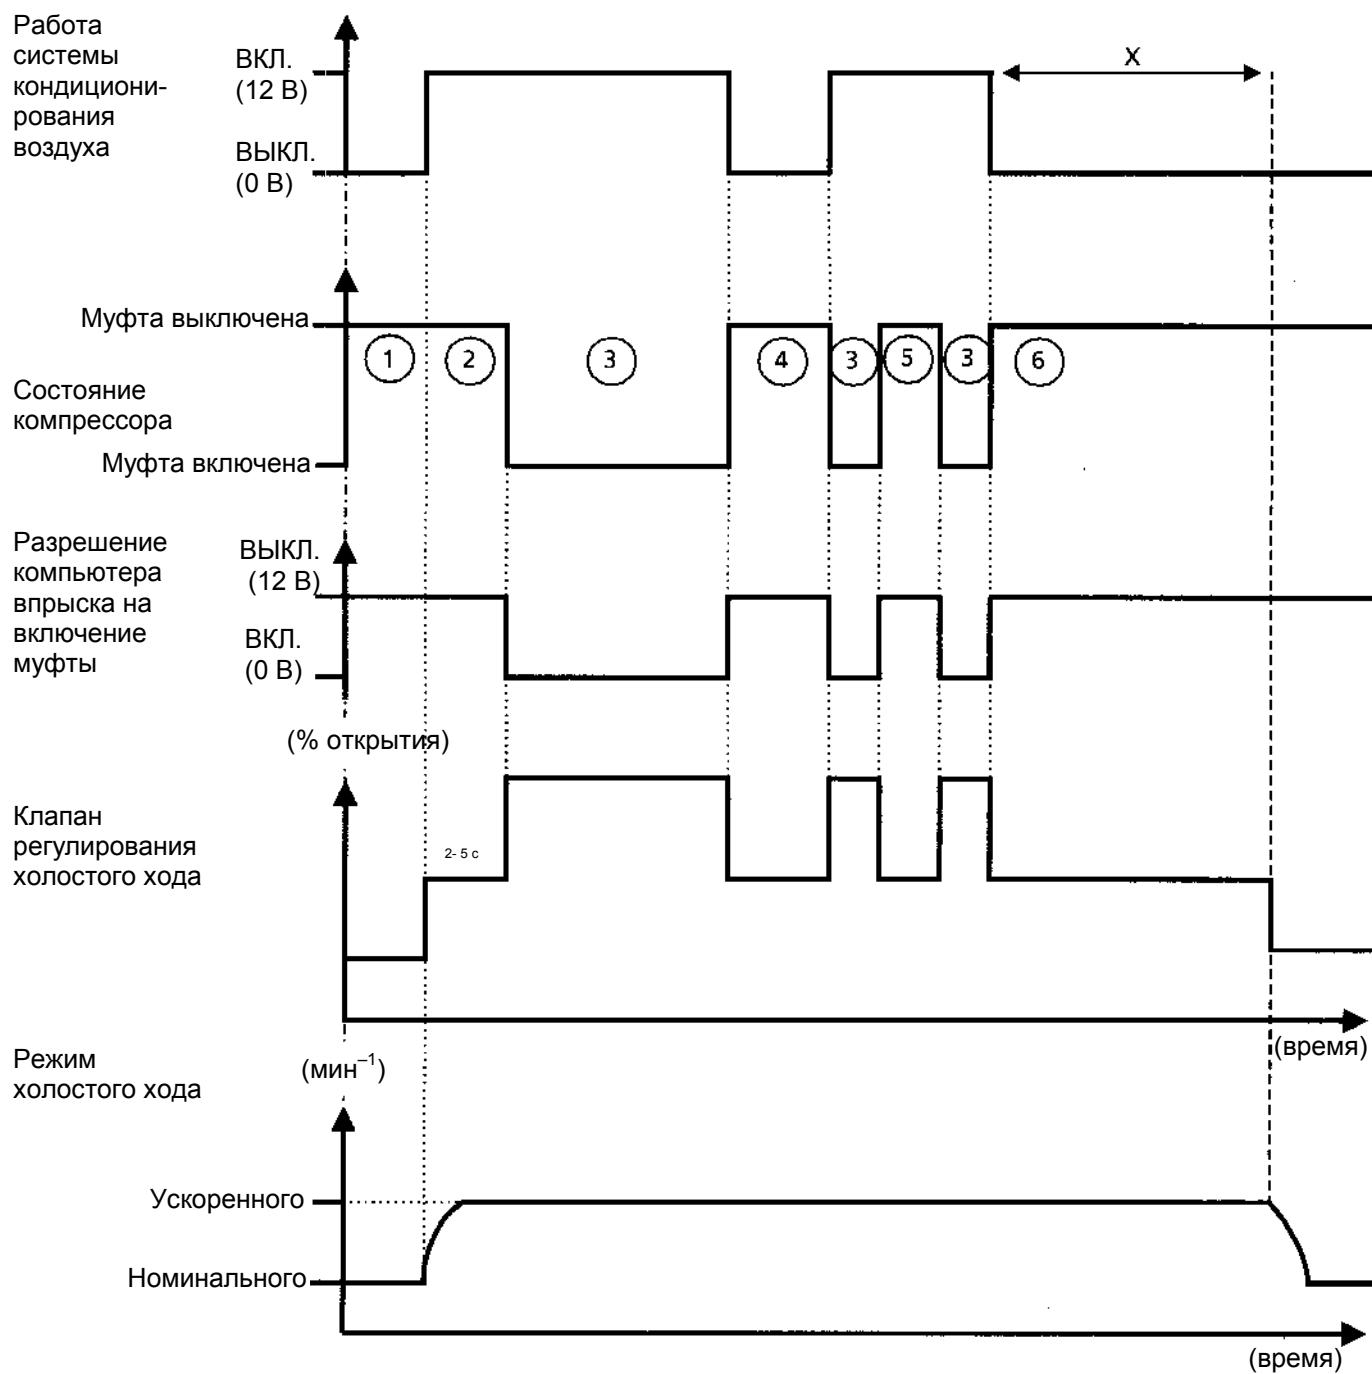 Работа
системы
кондициони-
рования
воздуха
ВКЛ.
(12 В)
ВЫКЛ.
(0 В)
X
Муфта выключена
1
2
3
4
3
5
3
6
Состояние
компрессора
Муфта включена
Разрешение
компьютера
впрыска на
включение
муфты
ВЫКЛ.
(12 В)
ВКЛ.
(0 В)
(% открытия)
Клапан
регулирования
холостого хода
2- 5 с
(время)
Режим
холостого хода
(мин⁻¹)
Ускоренного
Номинального
(время)